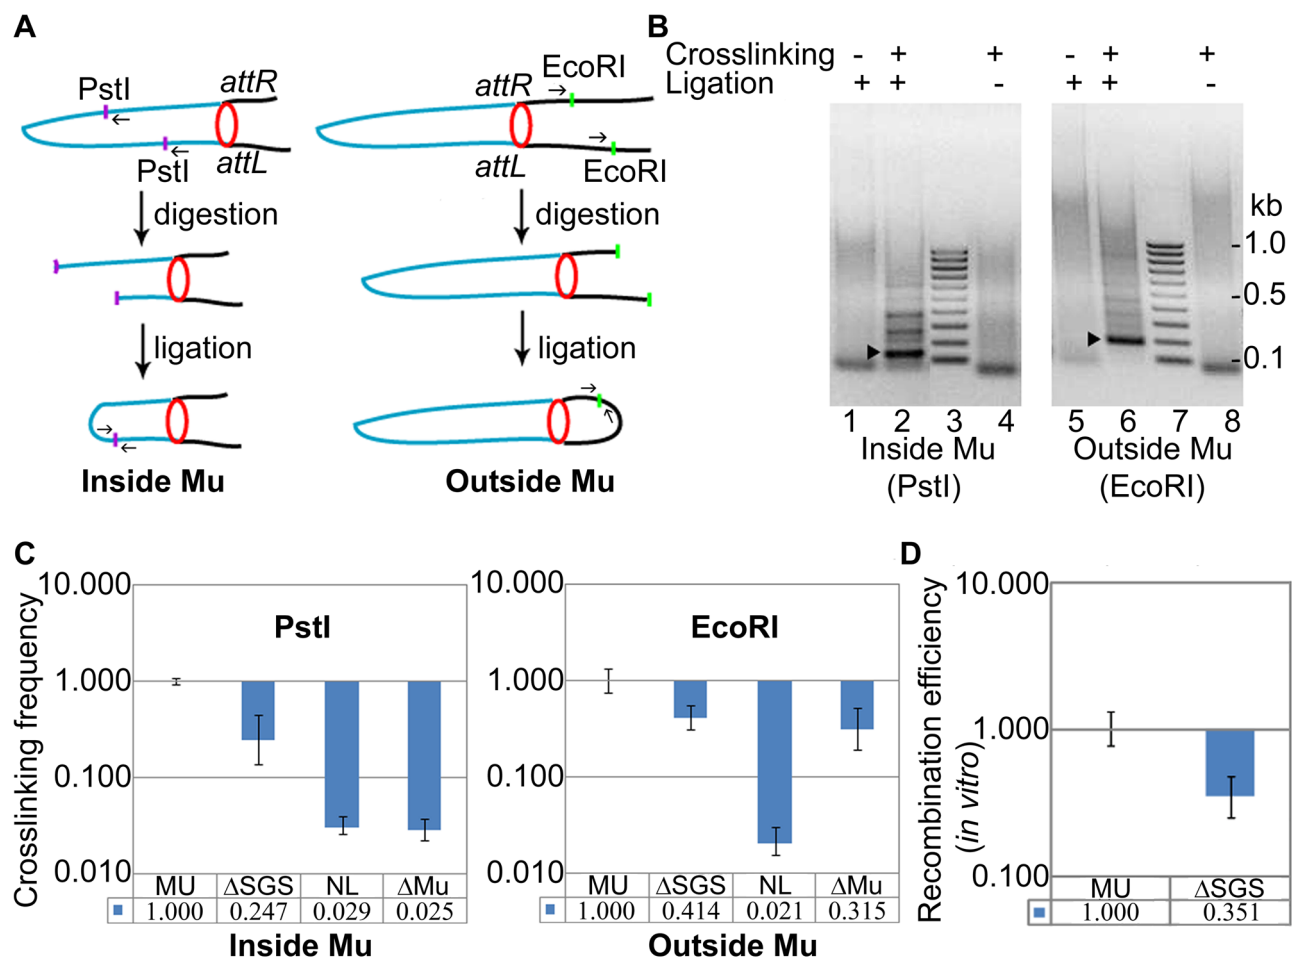 A
PstI
attR
PstI
attL
digestion
ligation
Inside Mu
attR
EcoRI
attL
EcoRI
digestion
ligation
Outside Mu
B
Crosslinking - + + - + +
Ligation + + - + + -
kb
-1.0
-0.5
-0.1
1 2 3 4 5 6 7 8
Inside Mu
(PstI)
Outside Mu
(EcoRI)
C
Crosslinking frequency
10.000
1.000
0.100
0.010
PstI
MU ΔSGS NL ΔMu
1.000 0.247 0.029 0.025
Inside Mu
10.000
1.000
0.100
0.010
EcoRI
MU ΔSGS NL ΔMu
1.000 0.414 0.021 0.315
Outside Mu
D
Recombination efficiency
(in vitro)
10.000
1.000
0.100
MU ΔSGS
1.000 0.351